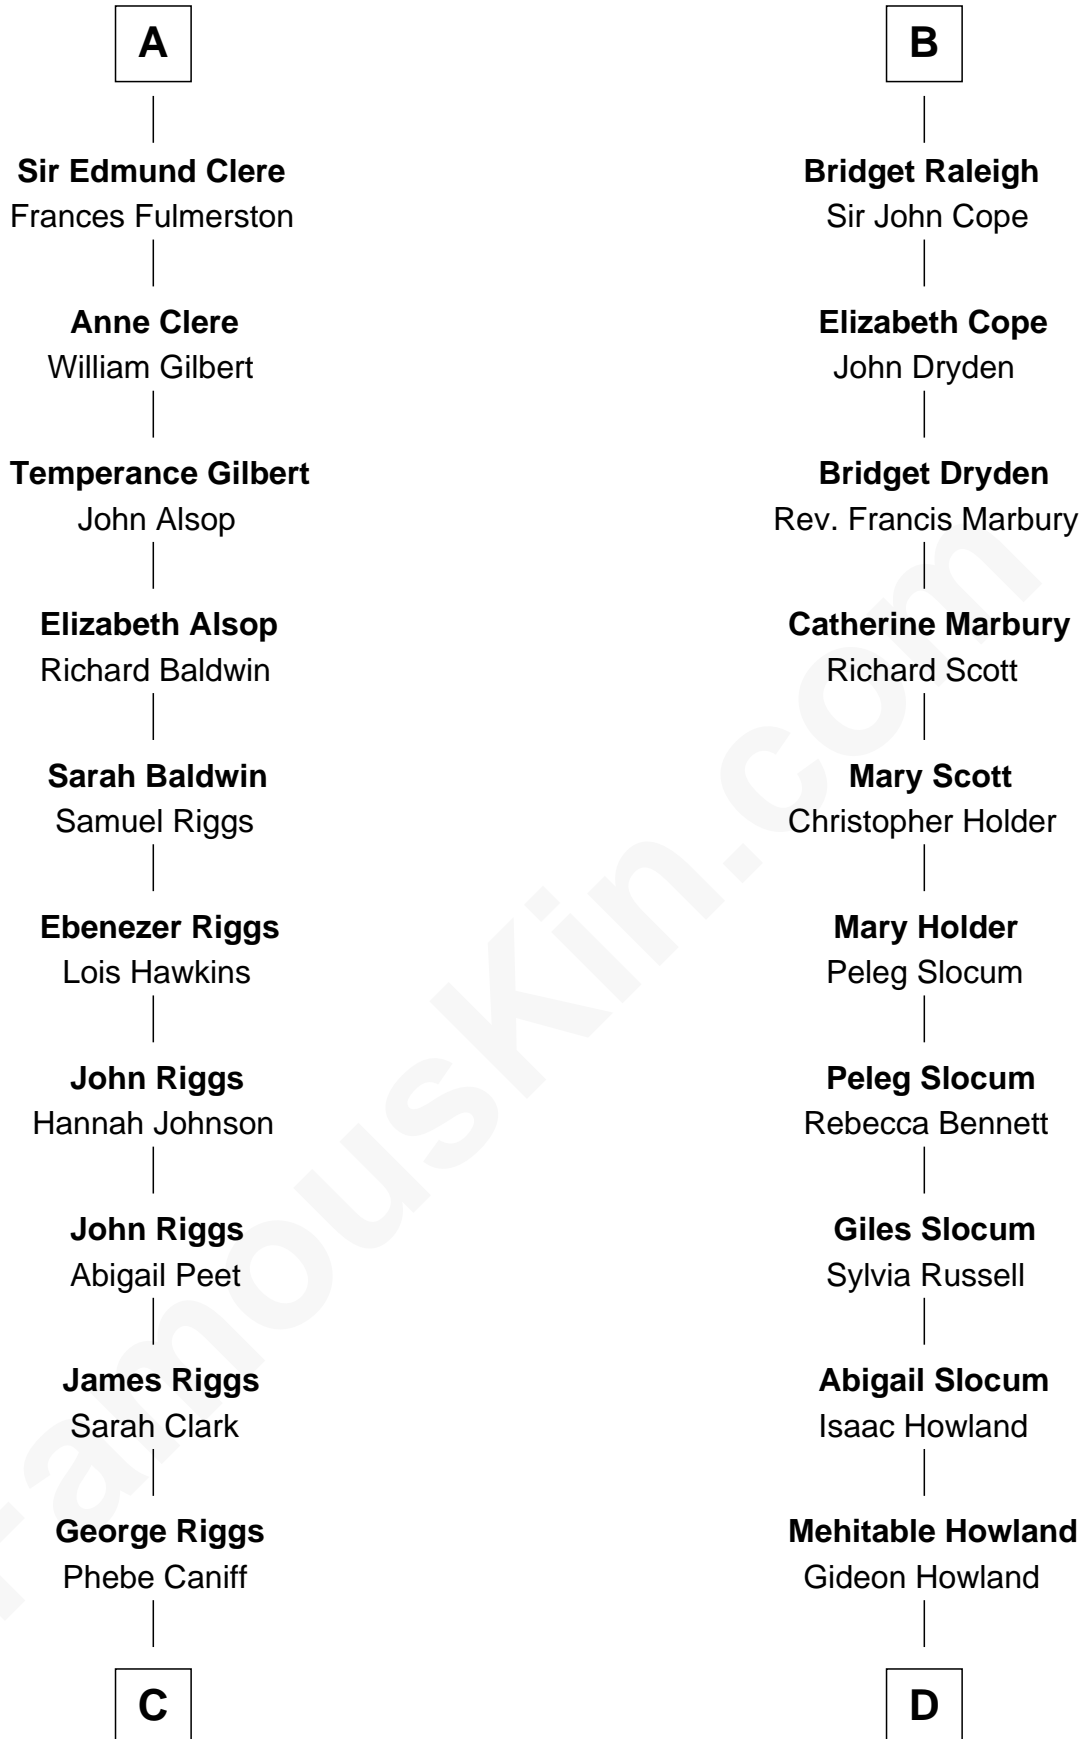 A
Sir Edmund Clere
Frances Fulmerston
Anne Clere
William Gilbert
Temperance Gilbert
John Alsop
Elizabeth Alsop
Richard Baldwin
Sarah Baldwin
Samuel Riggs
Ebenezer Riggs
Lois Hawkins
John Riggs
Hannah Johnson
John Riggs
Abigail Peet
James Riggs
Sarah Clark
George Riggs
Phebe Caniff
C
B
Bridget Raleigh
Sir John Cope
Elizabeth Cope
John Dryden
Bridget Dryden
Rev. Francis Marbury
Catherine Marbury
Richard Scott
Mary Scott
Christopher Holder
Mary Holder
Peleg Slocum
Peleg Slocum
Rebecca Bennett
Giles Slocum
Sylvia Russell
Abigail Slocum
Isaac Howland
Mehitable Howland
Gideon Howland
D
FamousKin.com